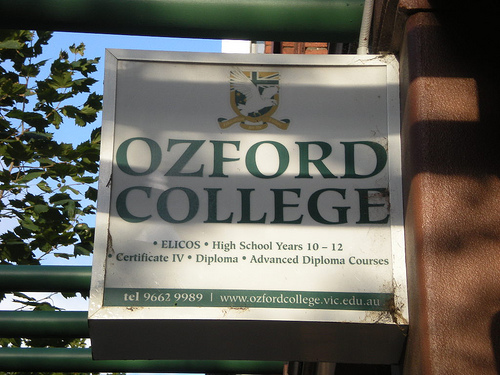 OZFORD
COLLEGE
• ELICOS • High School Years 10 – 12
• Certificate IV • Diploma • Advanced Diploma Courses
tel 9662 9989 | www.ozfordcollege.vic.edu.au